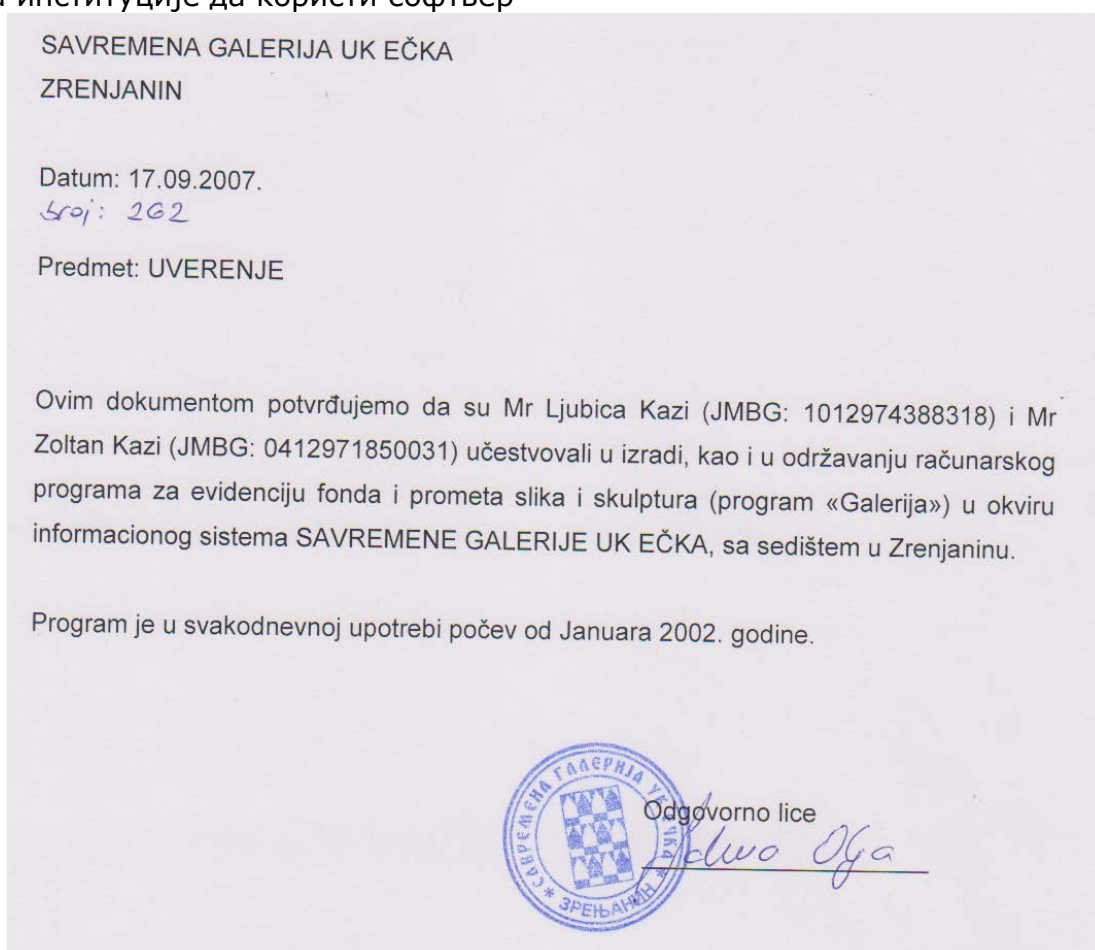 институције да користи софтвер
SAVREMENA GALERIJA UK EČKA
ZRENJANIN
Datum: 17.09.2007.
broj: 262
Predmet: UVERENJE
Ovim dokumentom potvrđujemo da su Mr Ljubica Kazi (JMBG: 1012974388318) i Mr
Zoltan Kazi (JMBG: 0412971850031) učestvovali u izradi, kao i u održavanju računarskog
programa za evidenciju fonda i prometa slika i skulptura (program «Galerija») u okviru
informacionog sistema SAVREMENE GALERIJE UK EČKA, sa sedištem u Zrenjaninu.
Program je u svakodnevnoj upotrebi počev od Januara 2002. godine.
САВРЕМЕНА ГАЛЕРИЈА УК ЕЧКА
* ЗРЕЊАНИН *
Odgovorno lice